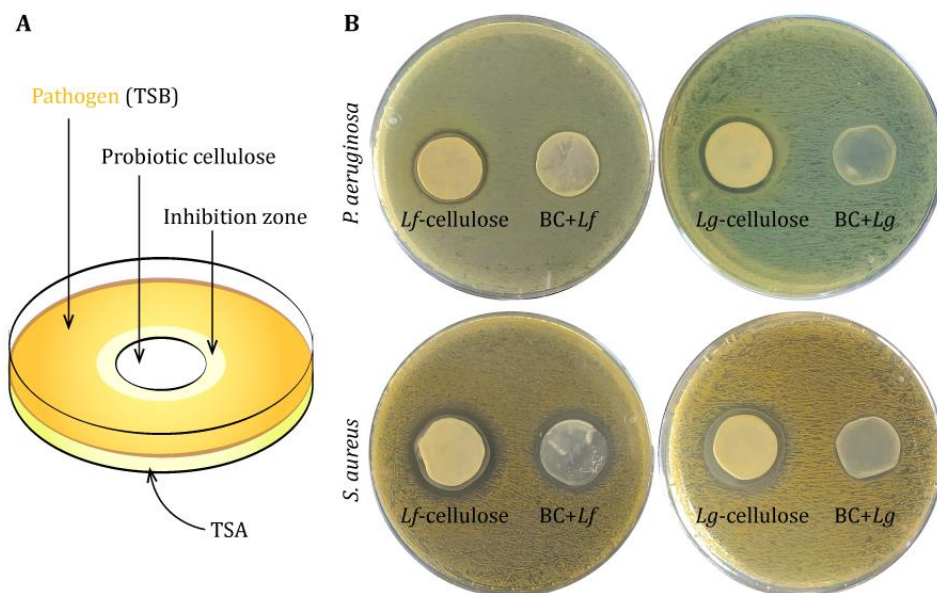 A
Pathogen (TSB)
Probiotic cellulose
Inhibition zone
TSA
B
P. aeruginosa
Lf-cellulose BC+Lf
Lg-cellulose BC+Lg
S. aureus
Lf-cellulose BC+Lf
Lg-cellulose BC+Lg